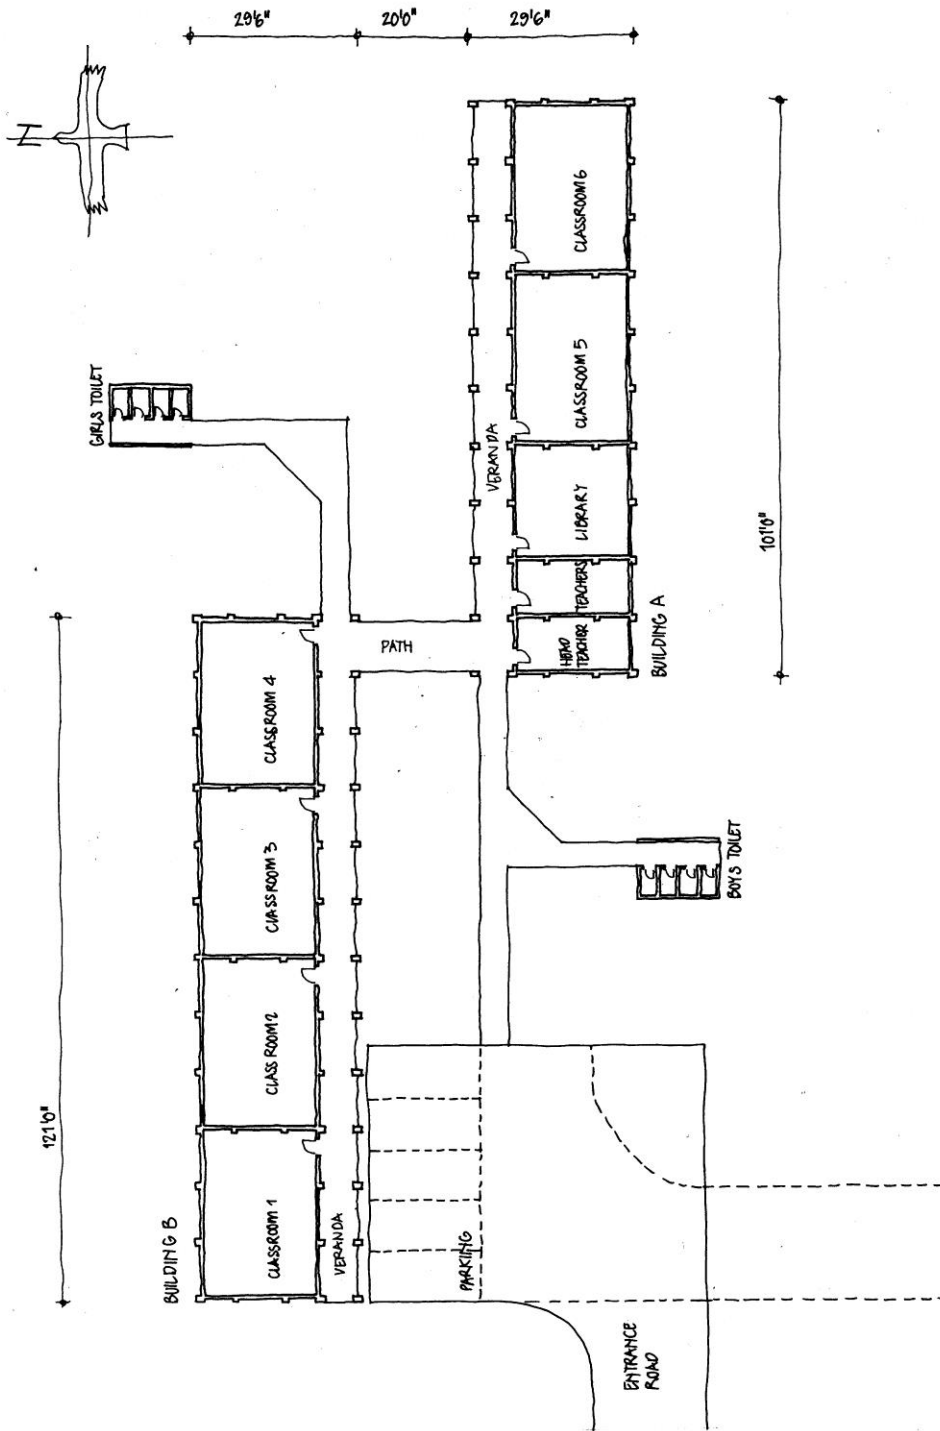 29'6"
20'0"
29'6"
N
GIRLS TOILET
CLASSROOM 6
CLASSROOM 5
VERANDA
LIBRARY
TEACHERS
HEAD
TEACHER
BUILDING A
101'0"
PATH
CLASSROOM 4
CLASSROOM 3
CLASSROOM 2
CLASSROOM 1
VERANDA
BUILDING B
121'0"
BOYS TOILET
PARKING
ENTRANCE
ROAD